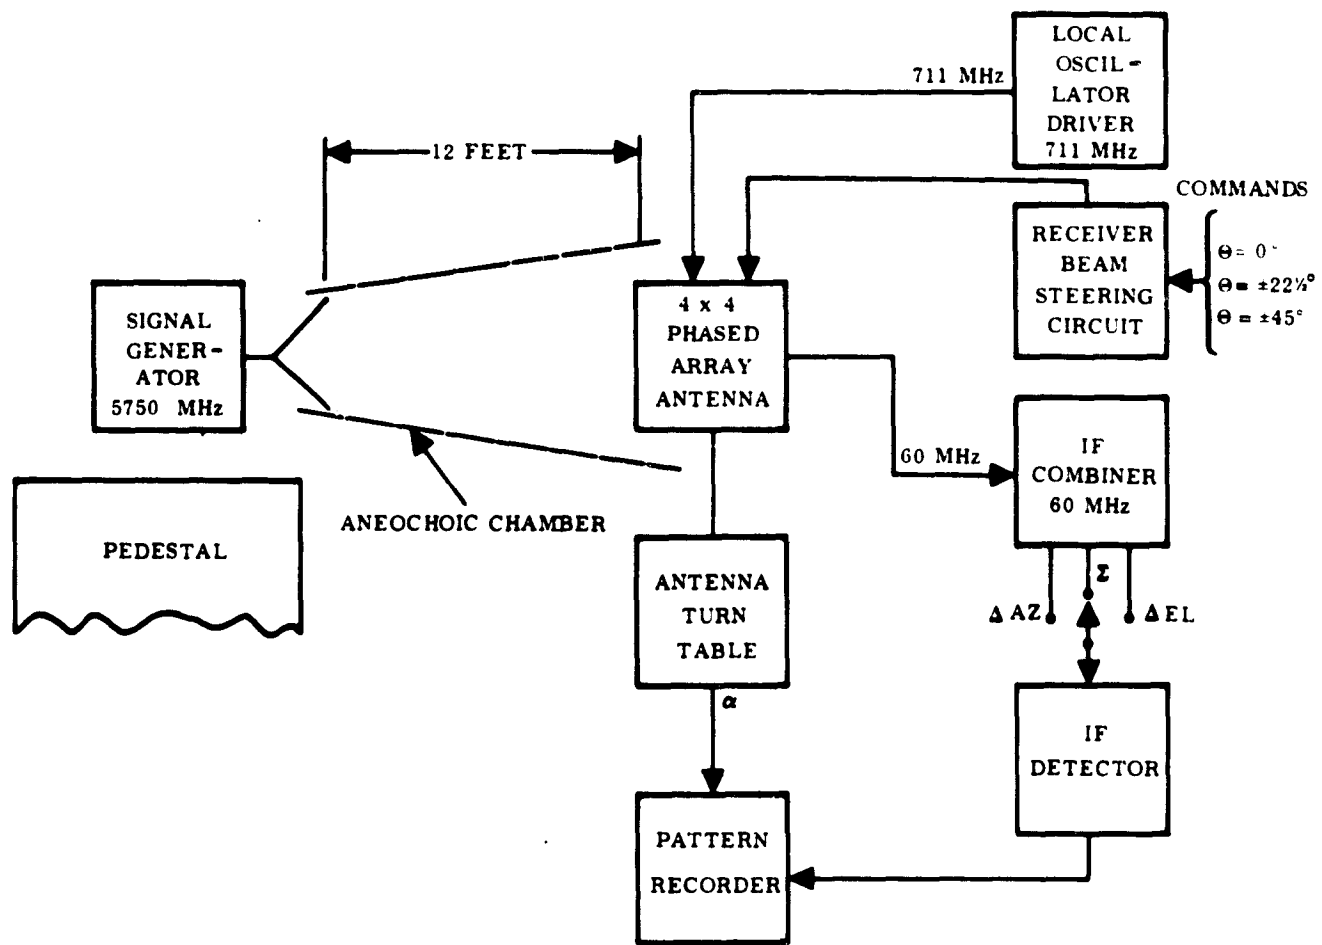 LOCAL
OSCIL-
LATOR
DRIVER
711 MHz
711 MHz
12 FEET
COMMANDS
Θ = 0°
Θ = ±22½°
Θ = ±45°
RECEIVER
BEAM
STEERING
CIRCUIT
SIGNAL
GENER-
ATOR
5750 MHz
4 x 4
PHASED
ARRAY
ANTENNA
60 MHz
IF
COMBINER
60 MHz
ANEOCHOIC CHAMBER
PEDESTAL
ANTENNA
TURN
TABLE
Σ
Δ AZ
Δ EL
α
IF
DETECTOR
PATTERN
RECORDER